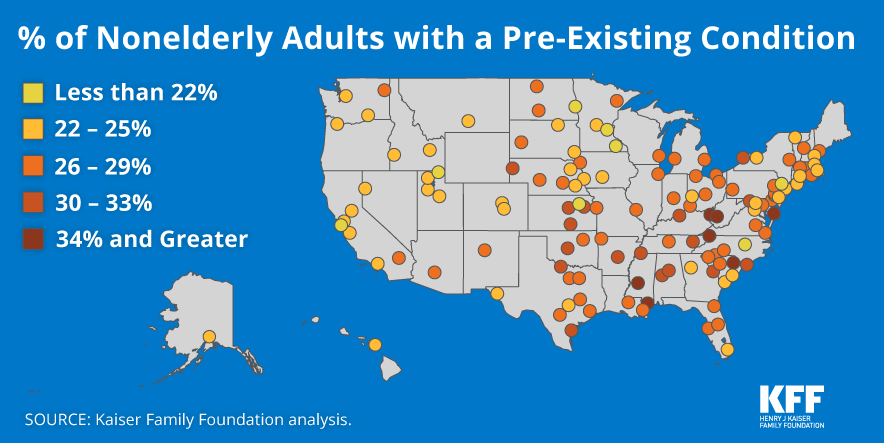 % of Nonelderly Adults with a Pre-Existing Condition
Less than 22%
22 – 25%
26 – 29%
30 – 33%
34% and Greater
KFF
HENRY J KAISER
FAMILY FOUNDATION
SOURCE: Kaiser Family Foundation analysis.